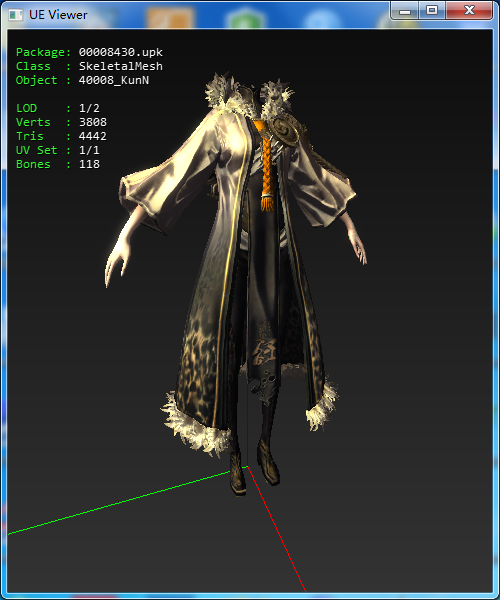 UE Viewer
Package: 00008430.upk
Class : SkeletalMesh
Object : 40008_KunN
LOD : 1/2
Verts : 3808
Tris : 4442
UV Set : 1/1
Bones : 118